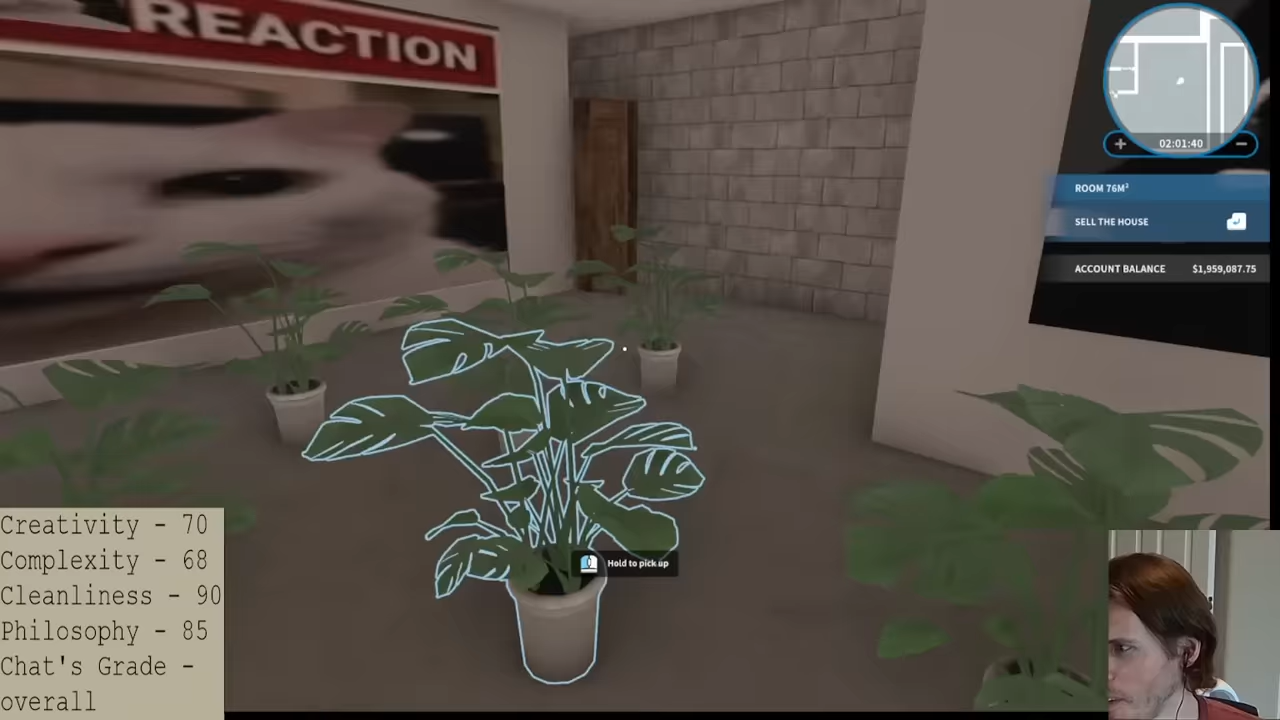 REACTION
02:01:40
ROOM 76M²
SELL THE HOUSE
ACCOUNT BALANCE $1,959,087.75
Hold to pick up
Creativity - 70
Complexity - 68
Cleanliness - 90
Philosophy - 85
Chat's Grade -
overall